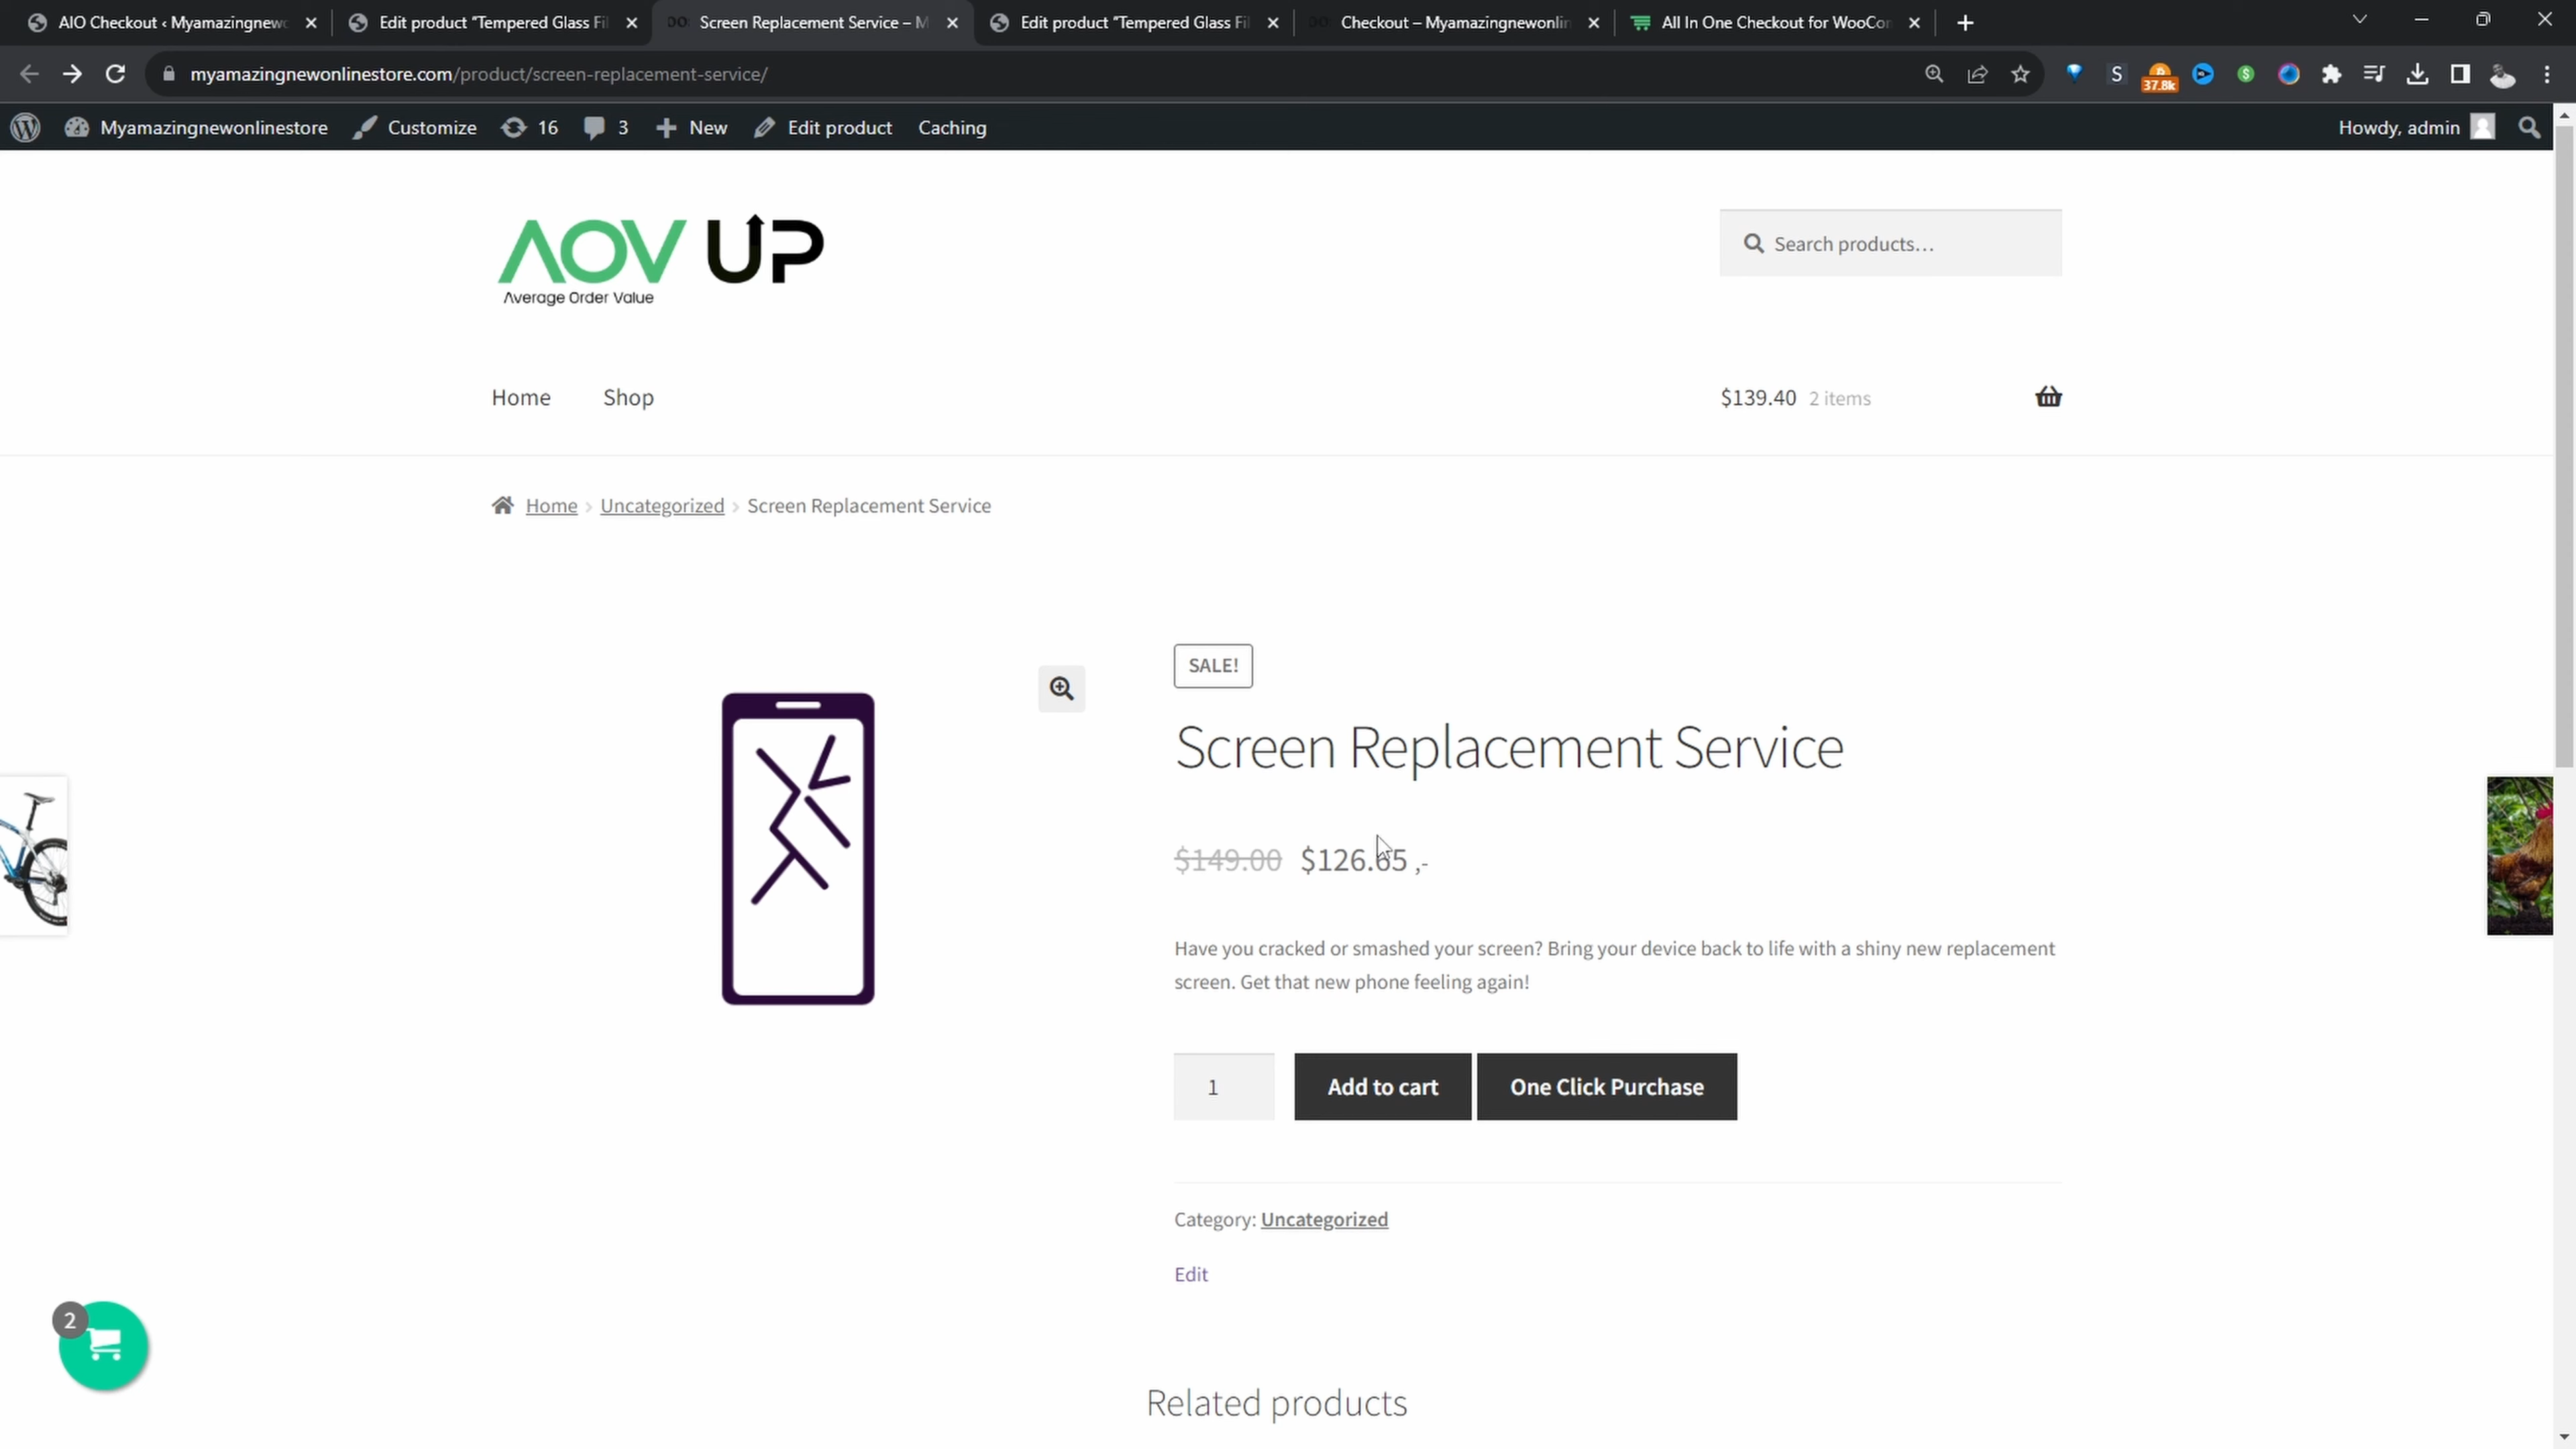 AIO Checkout ‹ Myamazingnewo
Edit product “Tempered Glass Fil
Screen Replacement Service – M
Edit product “Tempered Glass Fil
Checkout – Myamazingnewonlin
All In One Checkout for WooCom
myamazingnewonlinestore.com/product/screen-replacement-service/
S
$
37.8k
Myamazingnewonlinestore
Customize
16
3
New
Edit product
Caching
Howdy, admin
AOV UP
Average Order Value
Search products…
Home
Shop
$139.40 2 items
Home › Uncategorized › Screen Replacement Service
SALE!
Screen Replacement Service
$149.00 $126.65 ,-
Have you cracked or smashed your screen? Bring your device back to life with a shiny new replacement
screen. Get that new phone feeling again!
1
Add to cart
One Click Purchase
Category: Uncategorized
Edit
2
Related products